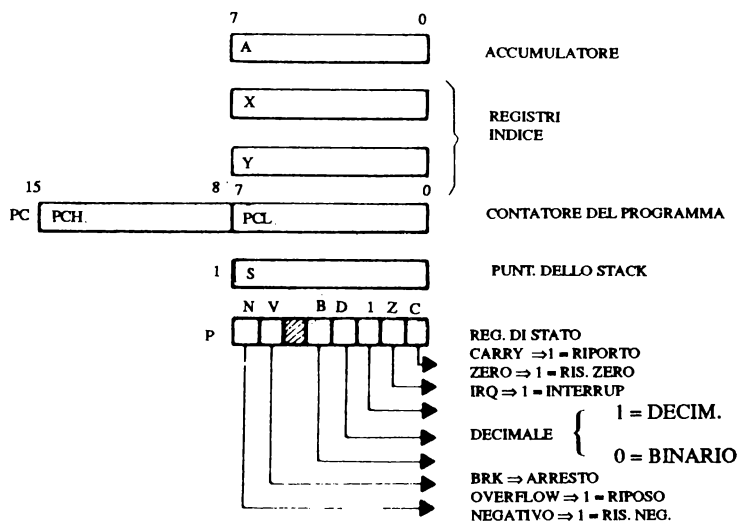 7 0
A ACCUMULATORE
X
REGISTRI
INDICE
Y
15 8 7 0
PC PCH. PCL. CONTATORE DEL PROGRAMMA
1 S PUNT. DELLO STACK
N V B D 1 Z C
P REG. DI STATO
CARRY ⇒1 = RIPORTO
ZERO ⇒ 1 = RIS. ZERO
IRQ ⇒ 1 = INTERRUP
1 = DECIM.
DECIMALE {
0 = BINARIO
BRK ⇒ ARRESTO
OVERFLOW ⇒ 1 = RIPOSO
NEGATIVO ⇒ 1 = RIS. NEG.